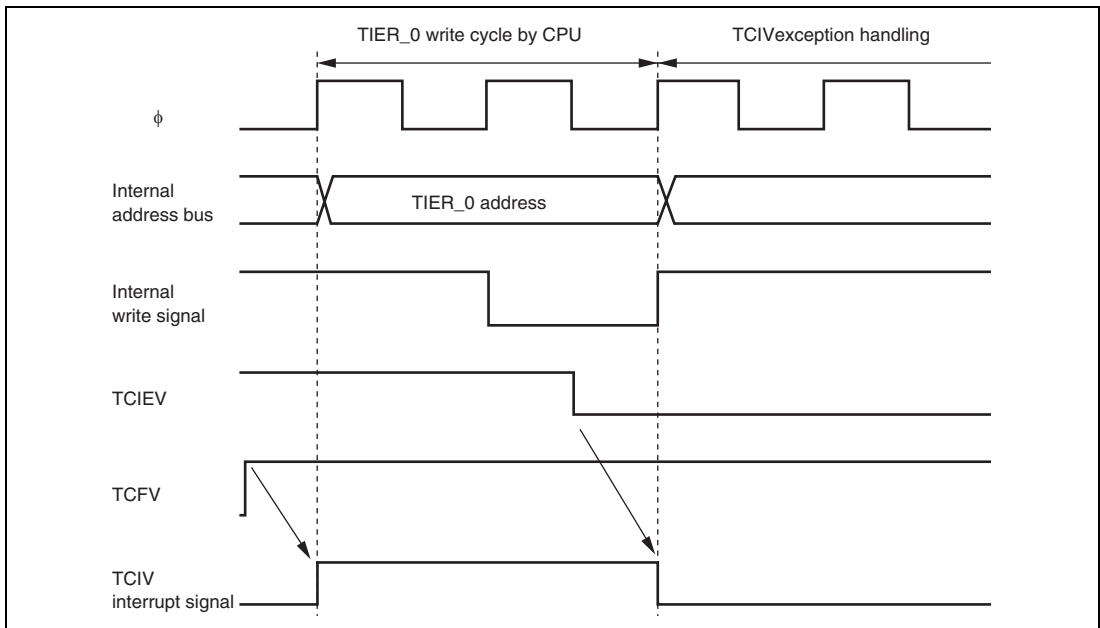 TIER_0 write cycle by CPU
TCIVexception handling
ϕ
Internal
address bus
TIER_0 address
Internal
write signal
TCIEV
TCFV
TCIV
interrupt signal